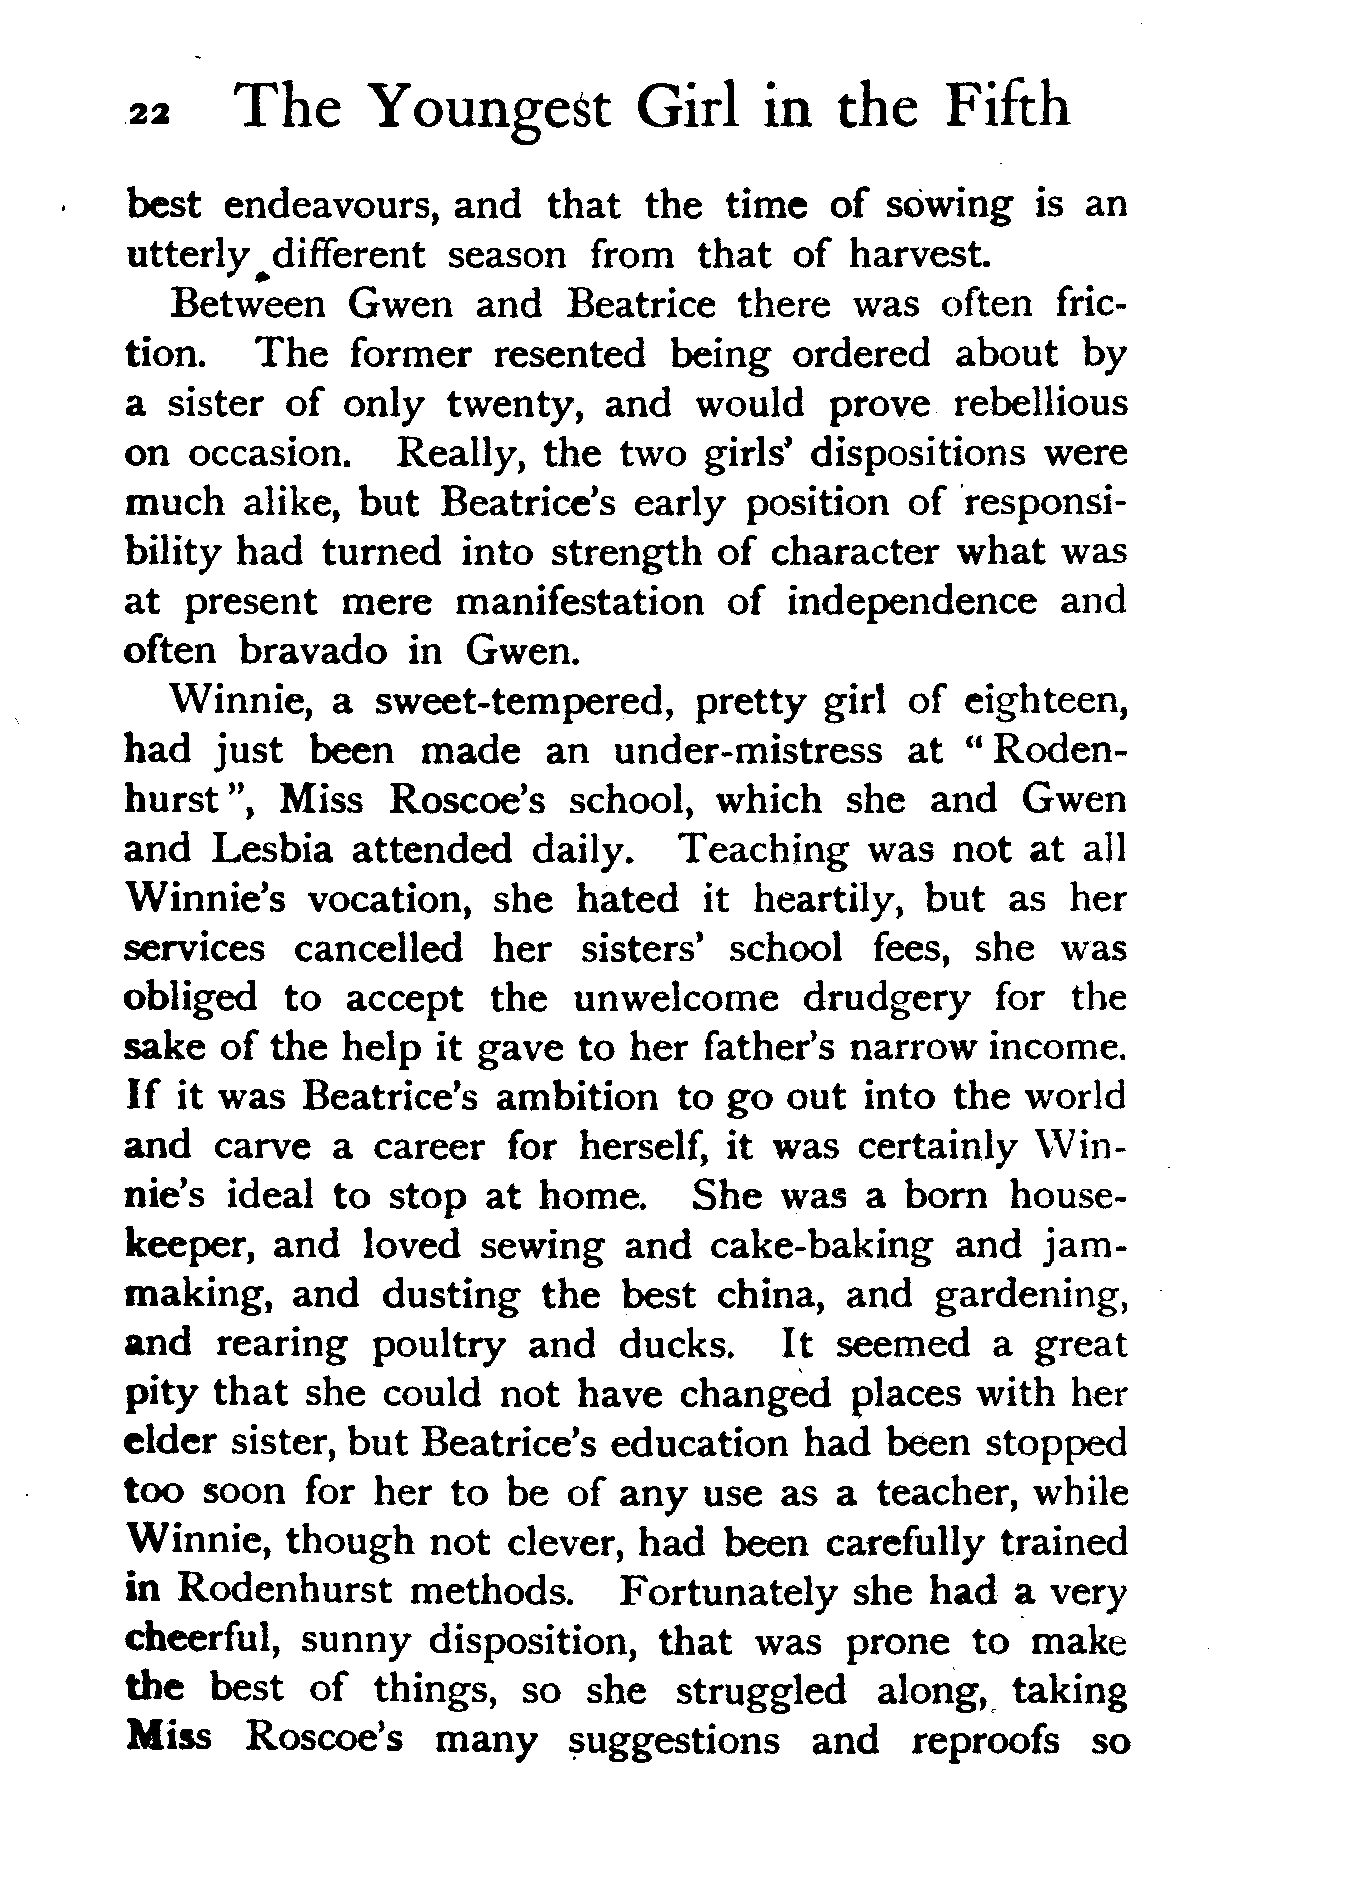 22 The Youngest Girl in the Fifth
best endeavours, and that the time of sowing is an
utterly different season from that of harvest.
Between Gwen and Beatrice there was often fric-
tion. The former resented being ordered about by
a sister of only twenty, and would prove rebellious
on occasion. Really, the two girls' dispositions were
much alike, but Beatrice's early position of responsi-
bility had turned into strength of character what was
at present mere manifestation of independence and
often bravado in Gwen.
Winnie, a sweet-tempered, pretty girl of eighteen,
had just been made an under-mistress at “Roden-
hurst”, Miss Roscoe's school, which she and Gwen
and Lesbia attended daily. Teaching was not at all
Winnie's vocation, she hated it heartily, but as her
services cancelled her sisters' school fees, she was
obliged to accept the unwelcome drudgery for the
sake of the help it gave to her father's narrow income.
If it was Beatrice's ambition to go out into the world
and carve a career for herself, it was certainly Win-
nie's ideal to stop at home. She was a born house-
keeper, and loved sewing and cake-baking and jam-
making, and dusting the best china, and gardening,
and rearing poultry and ducks. It seemed a great
pity that she could not have changed places with her
elder sister, but Beatrice's education had been stopped
too soon for her to be of any use as a teacher, while
Winnie, though not clever, had been carefully trained
in Rodenhurst methods. Fortunately she had a very
cheerful, sunny disposition, that was prone to make
the best of things, so she struggled along, taking
Miss Roscoe's many suggestions and reproofs so